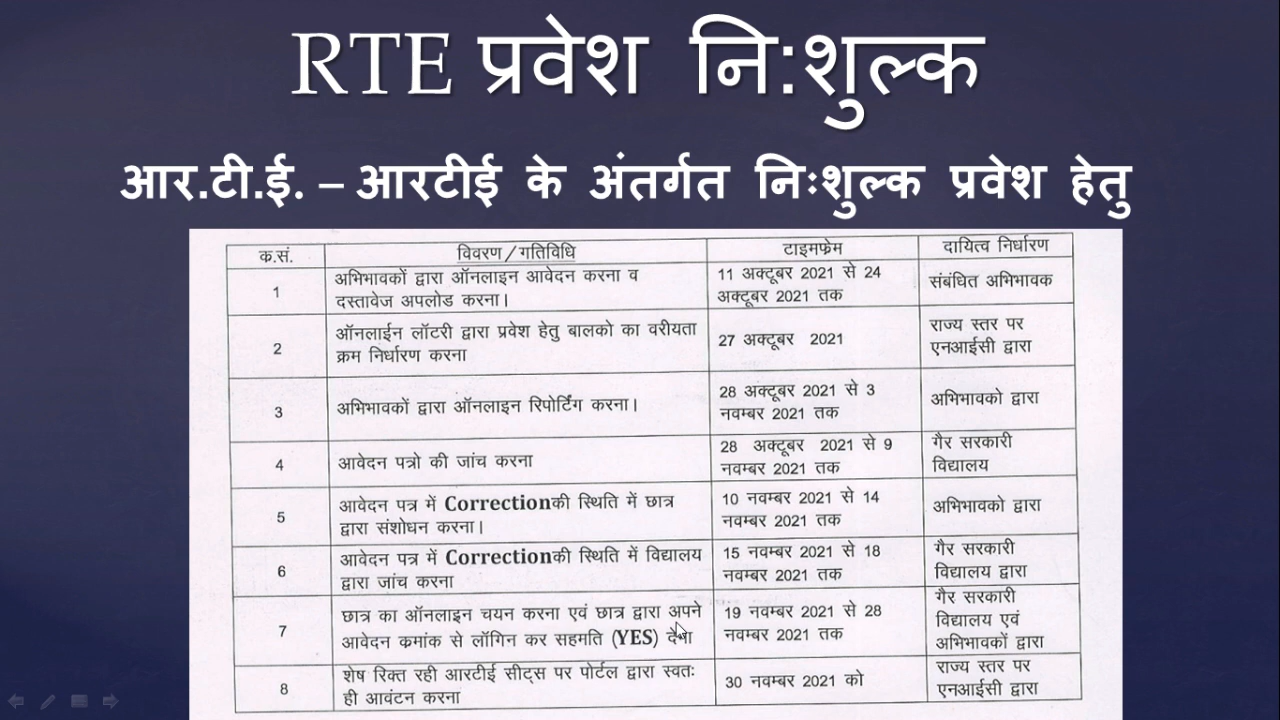 RTE प्रवेश नि:शुल्क
आर.टी.ई. – आरटीई के अंतर्गत निःशुल्क प्रवेश हेतु
क.सं. विवरण/गतिविधि टाइमफ्रेम दायित्व निर्धारण
1 अभिभावकों द्वारा ऑनलाइन आवेदन करना व
दस्तावेज अपलोड करना।
11 अक्टूबर 2021 से 24
अक्टूबर 2021 तक
संबंधित अभिभावक
2 ऑनलाईन लॉटरी द्वारा प्रवेश हेतु बालको का वरीयता
क्रम निर्धारण करना
27 अक्टूबर 2021
राज्य स्तर पर
एनआईसी द्वारा
3 अभिभावकों द्वारा ऑनलाइन रिपोर्टिंग करना।
28 अक्टूबर 2021 से 3
नवम्बर 2021 तक
अभिभावको द्वारा
4 आवेदन पत्रो की जांच करना
28 अक्टूबर 2021 से 9
नवम्बर 2021 तक
गैर सरकारी
विद्यालय
5 आवेदन पत्र में Correctionकी स्थिति में छात्र
द्वारा संशोधन करना।
10 नवम्बर 2021 से 14
नवम्बर 2021 तक
अभिभावको द्वारा
6 आवेदन पत्र में Correctionकी स्थिति में विद्यालय
द्वारा जांच करना
15 नवम्बर 2021 से 18
नवम्बर 2021 तक
गैर सरकारी
विद्यालय द्वारा
7 छात्र का ऑनलाइन चयन करना एवं छात्र द्वारा अपने
आवेदन क्रमांक से लॉगिन कर सहमति (YES) देना
19 नवम्बर 2021 से 28
नवम्बर 2021 तक
गैर सरकारी
विद्यालय एवं
अभिभावकों द्वारा
8 शेष रिक्त रही आरटीई सीट्स पर पोर्टल द्वारा स्वतः
ही आवंटन करना
30 नवम्बर 2021 को
राज्य स्तर पर
एनआईसी द्वारा